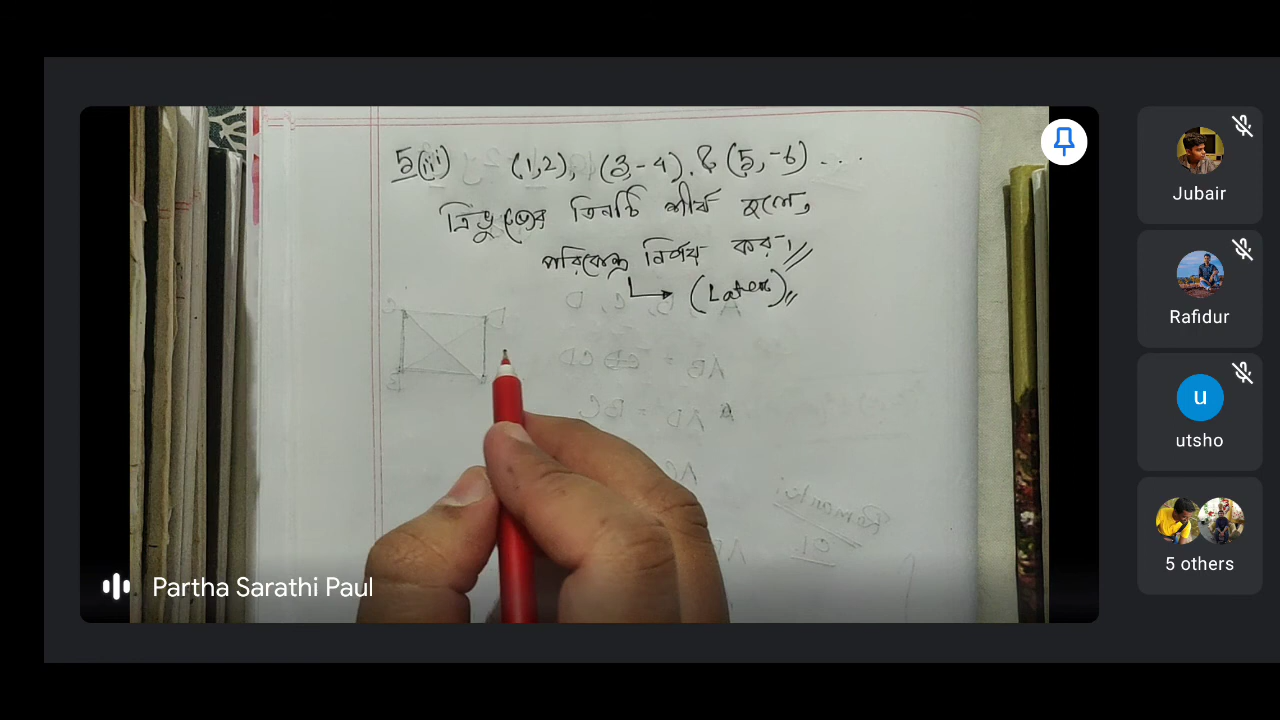 5(iii) (1,2), (3,-4). & (5,-6)...
ত্রিভুজের তিনটি শীর্ষ হলে,
পরিকেন্দ্র নির্ণয় কর।
(Later)
Partha Sarathi Paul
Jubair
Rafidur
u
utsho
5 others